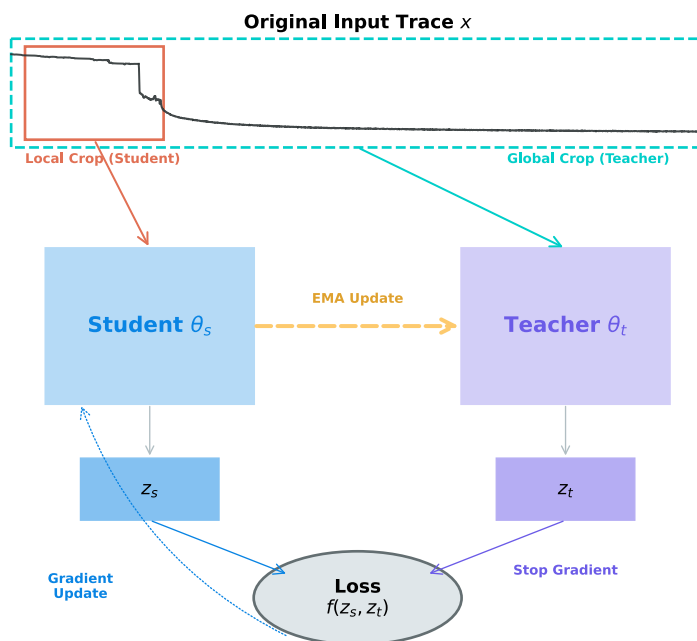 Original Input Trace x
Local Crop (Student)
Global Crop (Teacher)
EMA Update
Student θₛ
Teacher θₜ
zₛ
zₜ
Gradient
Update
Stop Gradient
Loss
f(zₛ, zₜ)